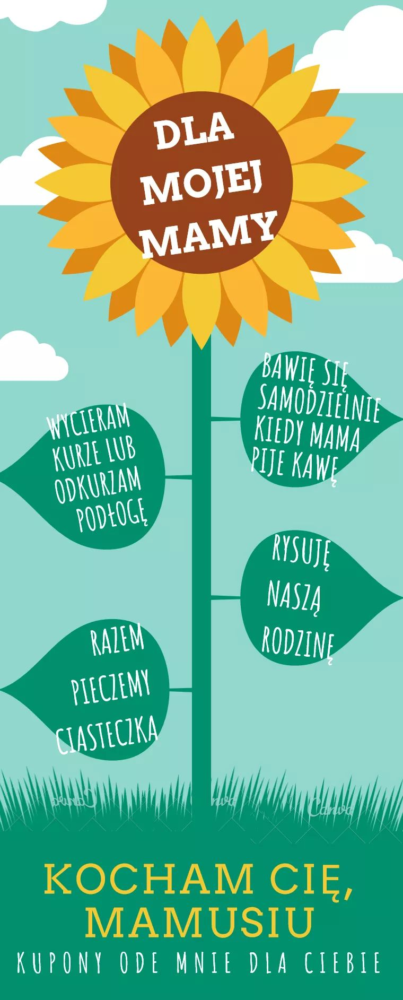 DLA
MOJEJ
MAMY
BAWIĘ SIĘ
SAMODZIELNIE
KIEDY MAMA
PIJE KAWĘ
WYCIERAM
KURZE LUB
ODKURZAM
PODŁOGĘ
RYSUJĘ
NASZĄ
RODZINĘ
RAZEM
PIECZEMY
CIASTECZKA
Canva
Canva
KOCHAM CIĘ,
MAMUSIU
KUPONY ODE MNIE DLA CIEBIE